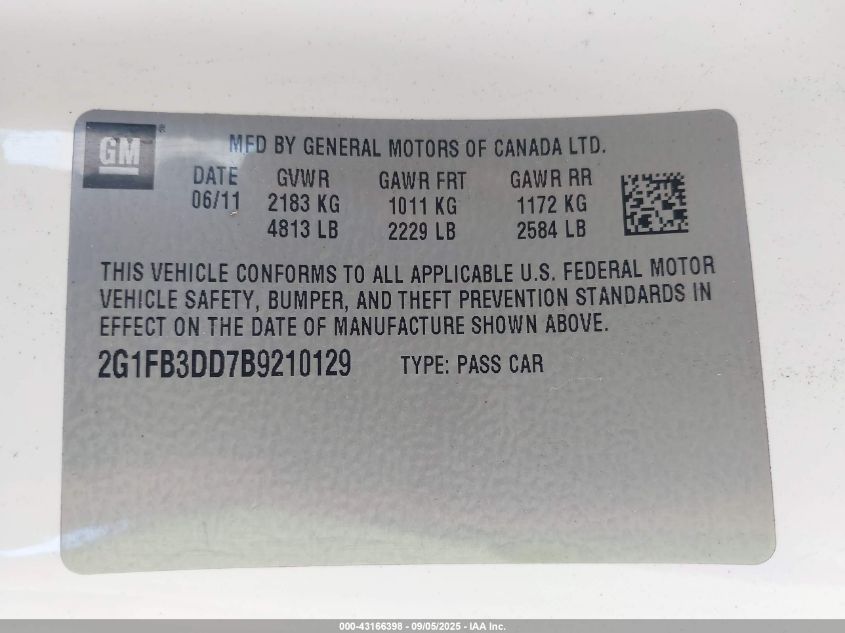 GM
MFD BY GENERAL MOTORS OF CANADA LTD.
DATE GVWR GAWR FRT GAWR RR
06/11 2183 KG 1011 KG 1172 KG
4813 LB 2229 LB 2584 LB
THIS VEHICLE CONFORMS TO ALL APPLICABLE U.S. FEDERAL MOTOR
VEHICLE SAFETY, BUMPER, AND THEFT PREVENTION STANDARDS IN
EFFECT ON THE DATE OF MANUFACTURE SHOWN ABOVE.
2G1FB3DD7B9210129 TYPE: PASS CAR
000-43166398 - 09/05/2025 - IAA Inc.